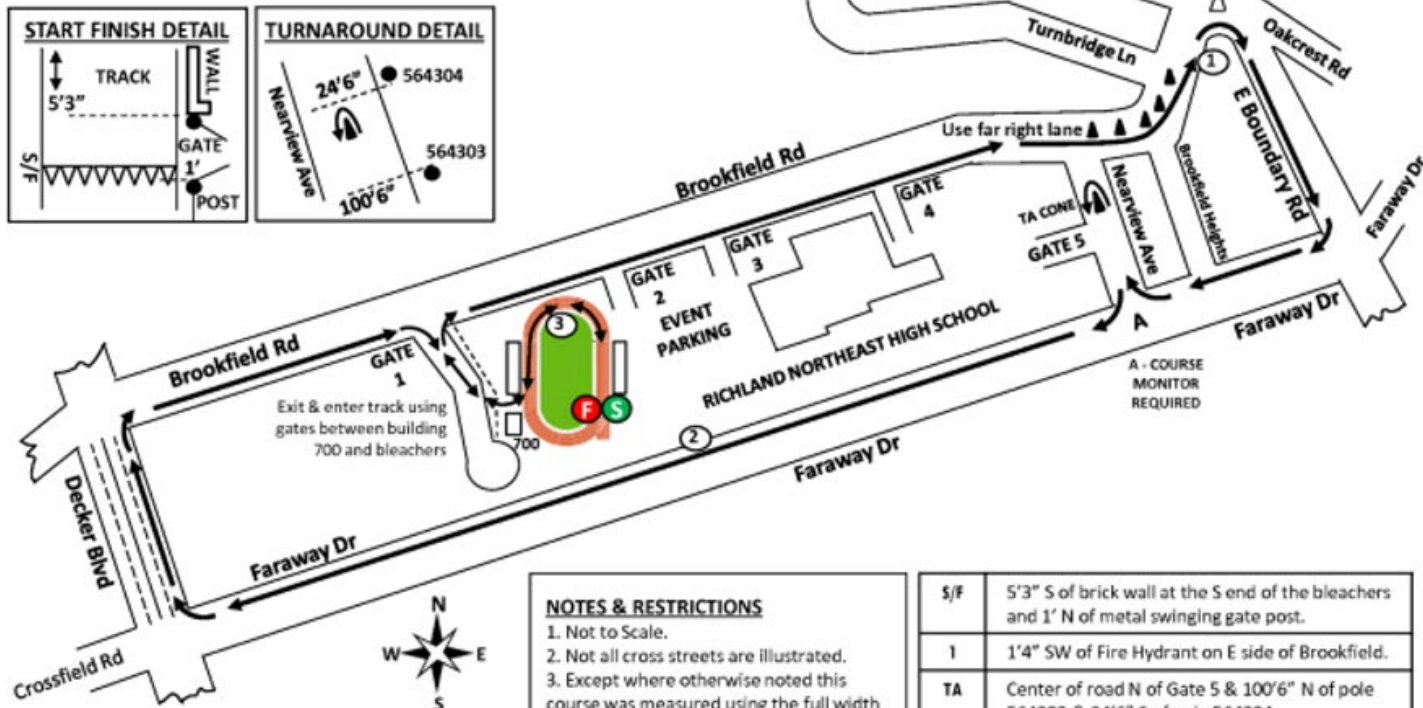 START FINISH DETAIL
TRACK
WALL
5'3"
GATE
S/F
1'
POST
TURNAROUND DETAIL
24'6"
564304
Nearview Ave
564303
100'6"
Turnbridge Ln
Oakcrest Rd
1
Use far right lane
E Boundary Rd
Brookfield Rd
Faraway Dr
GATE
4
TA CONE
Nearview Ave
Brookfield Heights
GATE
3
GATE 5
GATE
2
EVENT
PARKING
3
RICHLAND NORTHEAST HIGH SCHOOL
A
Faraway Dr
Brookfield Rd
GATE
1
A - COURSE
MONITOR
REQUIRED
Exit & enter track using
gates between building
700 and bleachers
F
S
700
2
Faraway Dr
Decker Blvd
Faraway Dr
Crossfield Rd
N
W
E
S
NOTES & RESTRICTIONS
1. Not to Scale.
2. Not all cross streets are illustrated.
3. Except where otherwise noted this
course was measured using the full width
S/F
5'3" S of brick wall at the S end of the bleachers
and 1' N of metal swinging gate post.
1
1'4" SW of Fire Hydrant on E side of Brookfield.
TA
Center of road N of Gate 5 & 100'6" N of pole